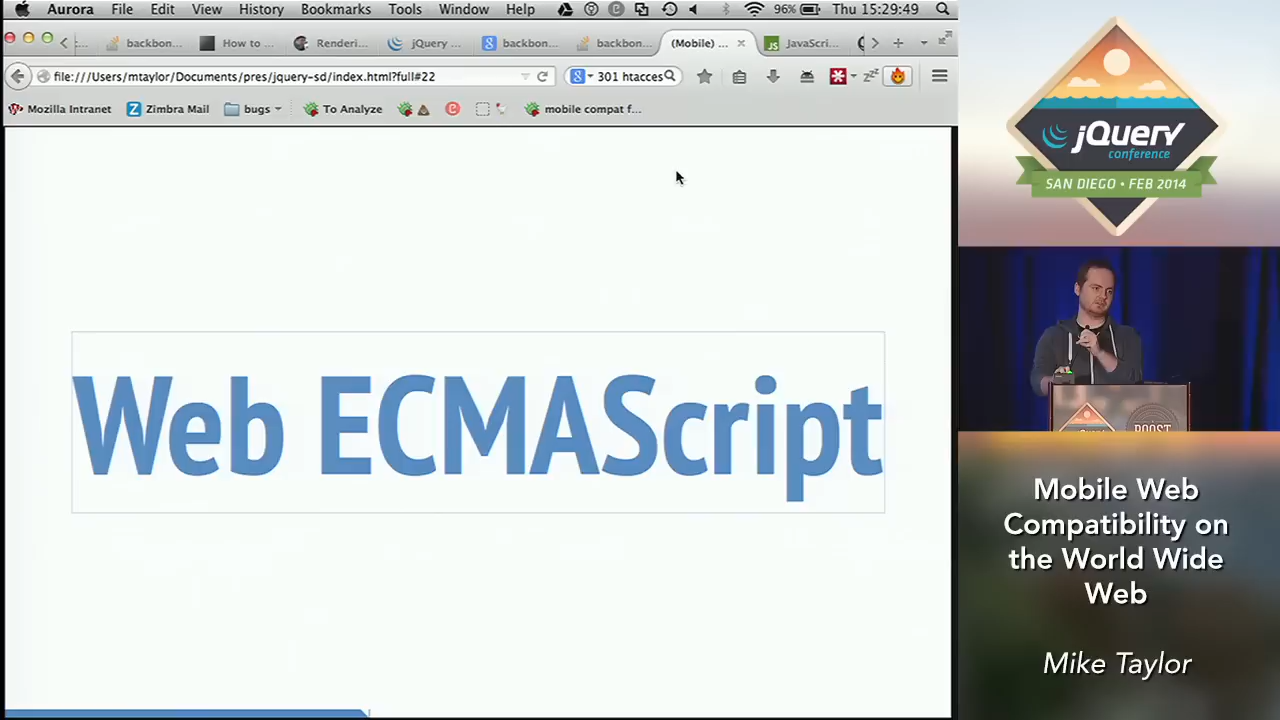 Aurora File Edit View History Bookmarks Tools Window Help 96% Thu 15:29:49
backbon... How to ... Renderi... jQuery ... backbon... backbon... (Mobile) ... × JavaScri...
file:///Users/mtaylor/Documents/pres/jquery-sd/index.html?full#22 301 htacces
Mozilla Intranet Zimbra Mail bugs To Analyze mobile compat f...
Web ECMAScript
jQuery
conference
SAN DIEGO • FEB 2014
Mobile Web
Compatibility on
the World Wide
Web
Mike Taylor